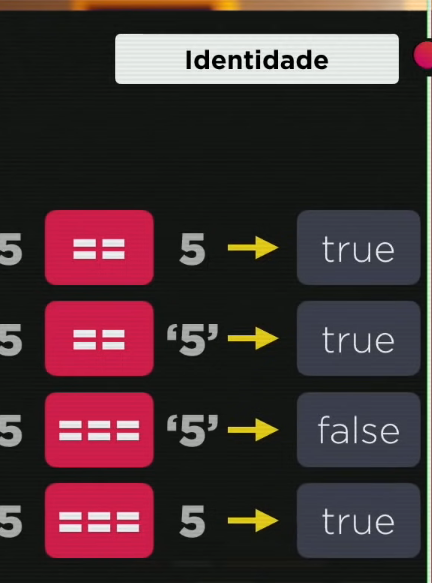 Identidade
5 == 5 → true
5 == ‘5’ → true
5 === ‘5’ → false
5 === 5 → true